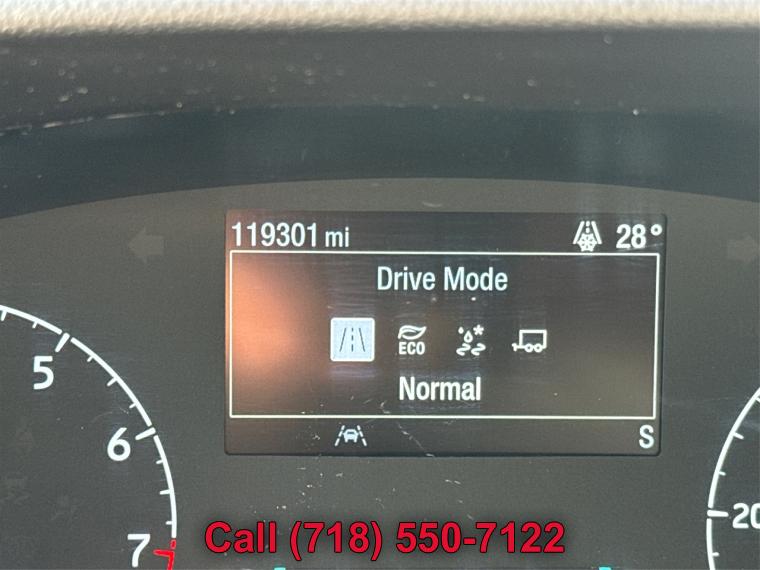 119301 mi 28°
Drive Mode
ECO
Normal
S
5
6
7
20
Call (718) 550-7122